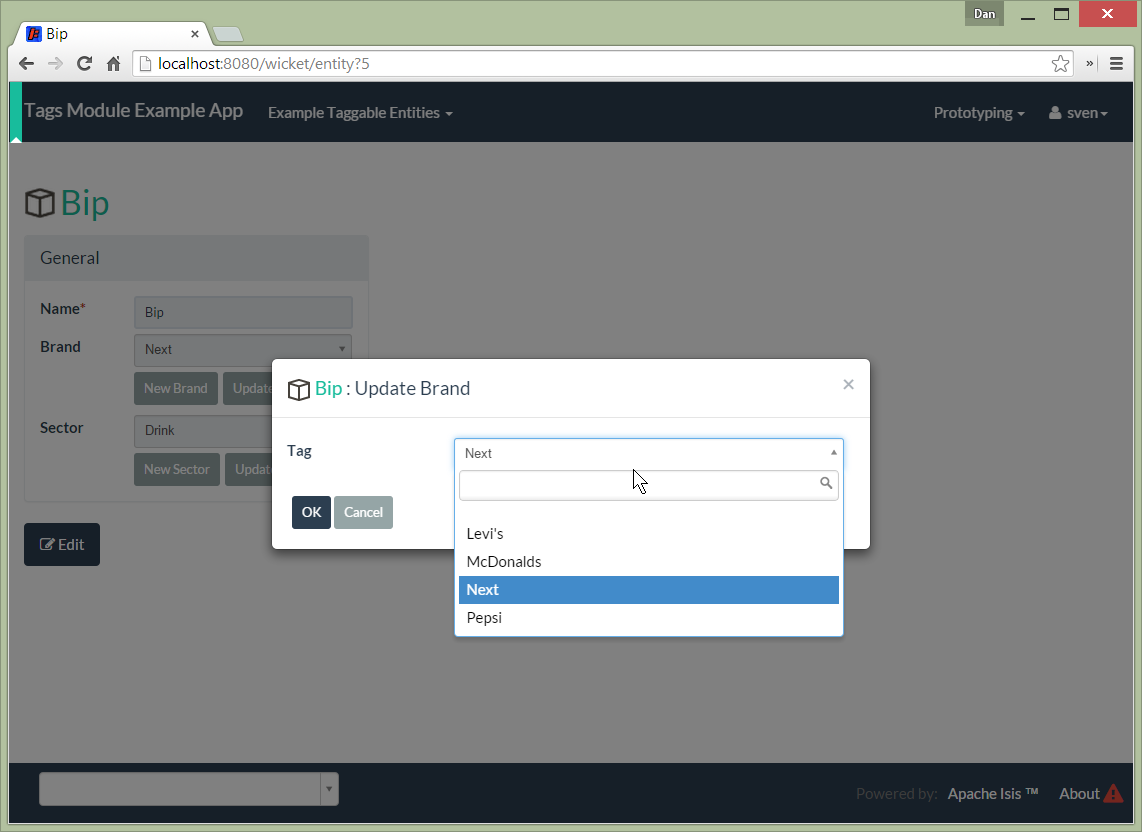 Dan
Bip
localhost:8080/wicket/entity?5
Tags Module Example App
Example Taggable Entities
Prototyping
sven
Bip
General
Name*
Bip
Brand
Next
New Brand
Update
Bip : Update Brand
Sector
Drink
New Sector
Updat
Tag
Next
OK
Cancel
Levi's
McDonalds
Next
Pepsi
Edit
Powered by: Apache Isis ™ About